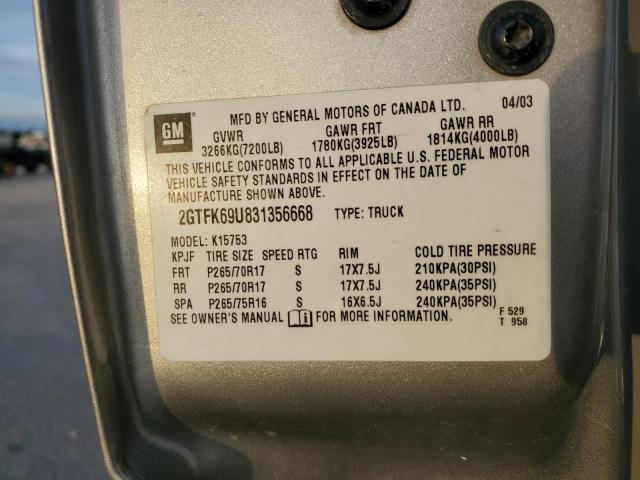 MFD BY GENERAL MOTORS OF CANADA LTD. 04/03
GM
GVWR GAWR FRT GAWR RR
3266KG(7200LB) 1780KG(3925LB) 1814KG(4000LB)
THIS VEHICLE CONFORMS TO ALL APPLICABLE U.S. FEDERAL MOTOR
VEHICLE SAFETY STANDARDS IN EFFECT ON THE DATE OF
MANUFACTURE SHOWN ABOVE.
2GTFK69U831356668 TYPE: TRUCK
MODEL: K15753
KPJF TIRE SIZE SPEED RTG RIM COLD TIRE PRESSURE
FRT P265/70R17 S 17X7.5J 210KPA(30PSI)
RR P265/70R17 S 17X7.5J 240KPA(35PSI)
SPA P265/75R16 S 16X6.5J 240KPA(35PSI)
SEE OWNER'S MANUAL FOR MORE INFORMATION.
F 529
T 958